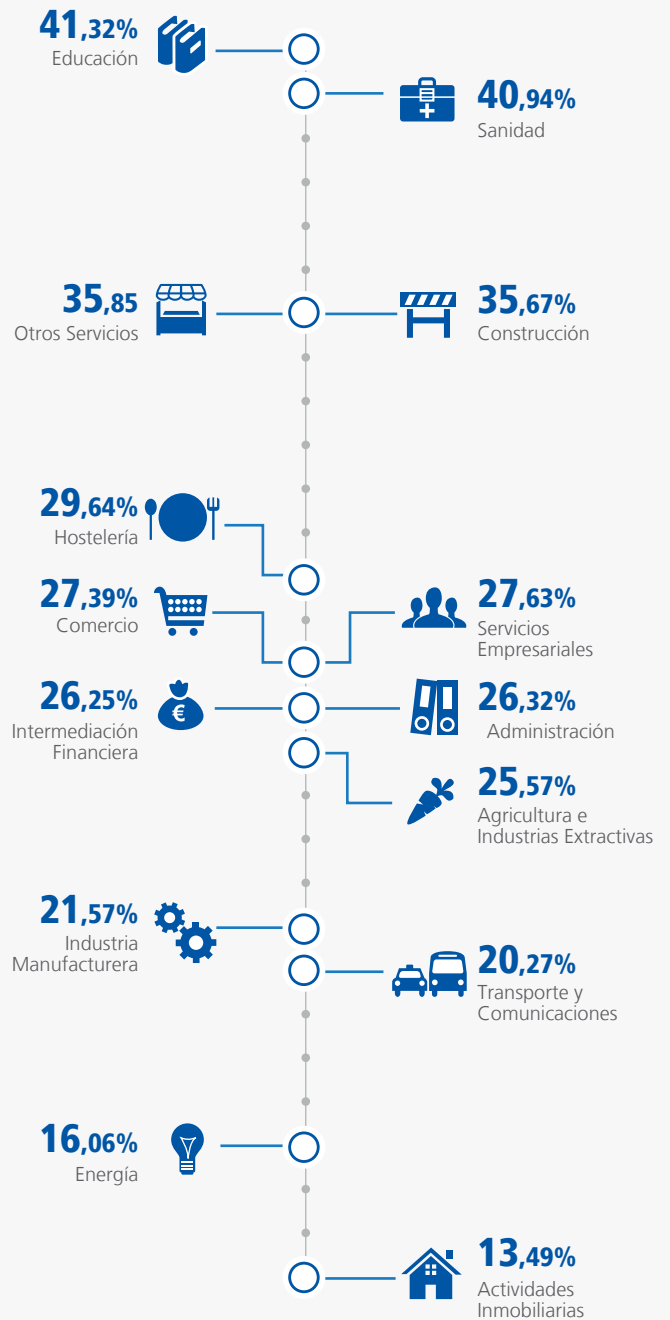 41,32%
Educación
40,94%
Sanidad
35,85
Otros Servicios
35,67%
Construcción
29,64%
Hostelería
27,39%
Comercio
27,63%
Servicios
Empresariales
26,25%
Intermediación
Financiera
€
26,32%
Administración
25,57%
Agricultura e
Industrias Extractivas
21,57%
Industria
Manufacturera
20,27%
Transporte y
Comunicaciones
16,06%
Energía
13,49%
Actividades
Inmobiliarias